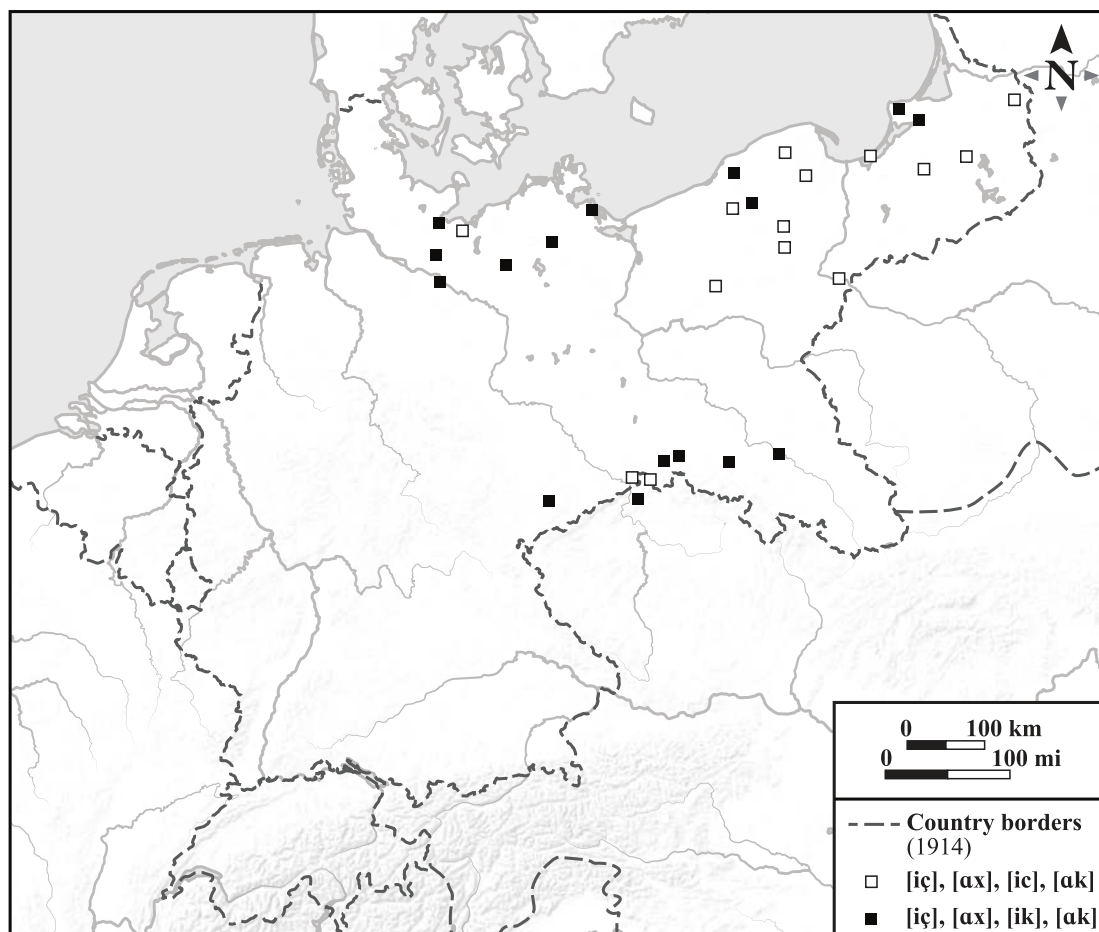 N
0 100 km
0 100 mi
Country borders
(1914)
[iç], [ɑx], [ic], [ɑk]
[iç], [ɑx], [ik], [ɑk]